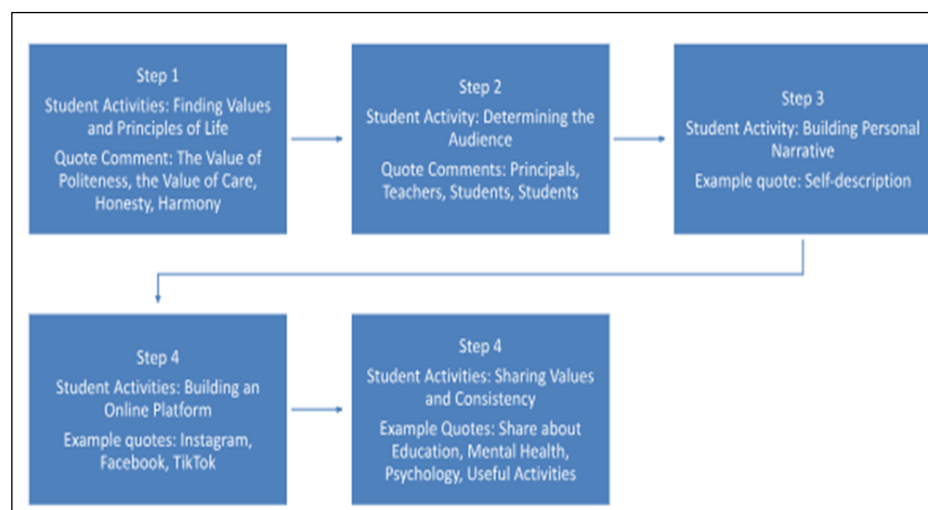 Step 1
Student Activities: Finding Values
and Principles of Life
Quote Comment: The Value of
Politeness, the Value of Care,
Honesty, Harmony
Step 2
Student Activity: Determining the
Audience
Quote Comments: Principals,
Teachers, Students, Students
Step 3
Student Activity: Building Personal
Narrative
Example quote: Self-description
Step 4
Student Activities: Building an
Online Platform
Example quotes: Instagram,
Facebook, TikTok
Step 4
Student Activities: Sharing Values
and Consistency
Example Quotes: Share about
Education, Mental Health,
Psychology, Useful Activities